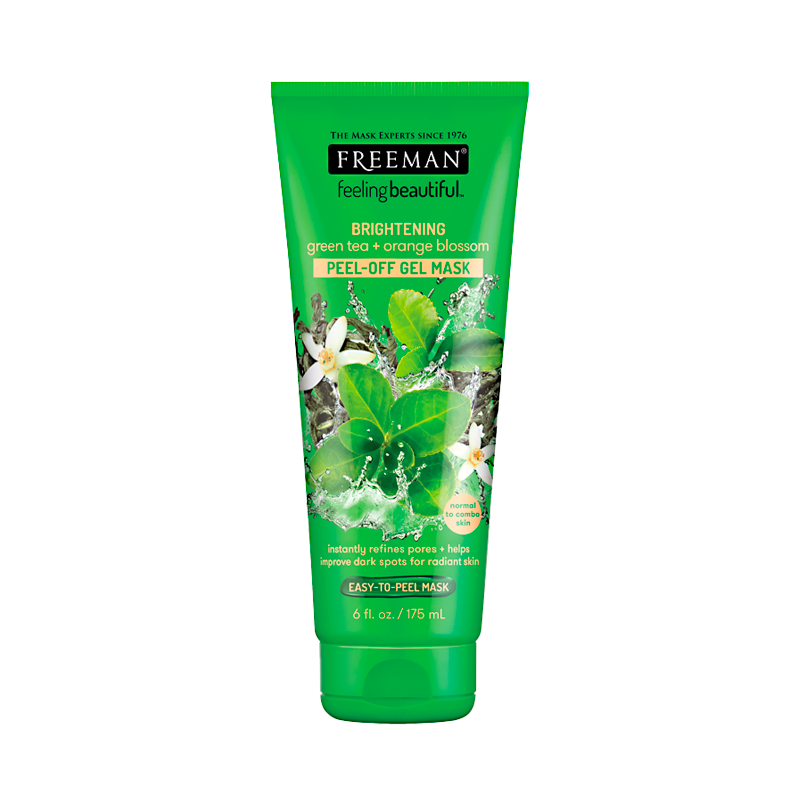 THE MASK EXPERTS SINCE 1976
FREEMAN®
feeling beautiful™
BRIGHTENING
green tea + orange blossom
PEEL-OFF GEL MASK
normal
to combo
skin
instantly refines pores + helps
improve dark spots for radiant skin
EASY-TO-PEEL MASK
6 fl. oz. / 175 mL